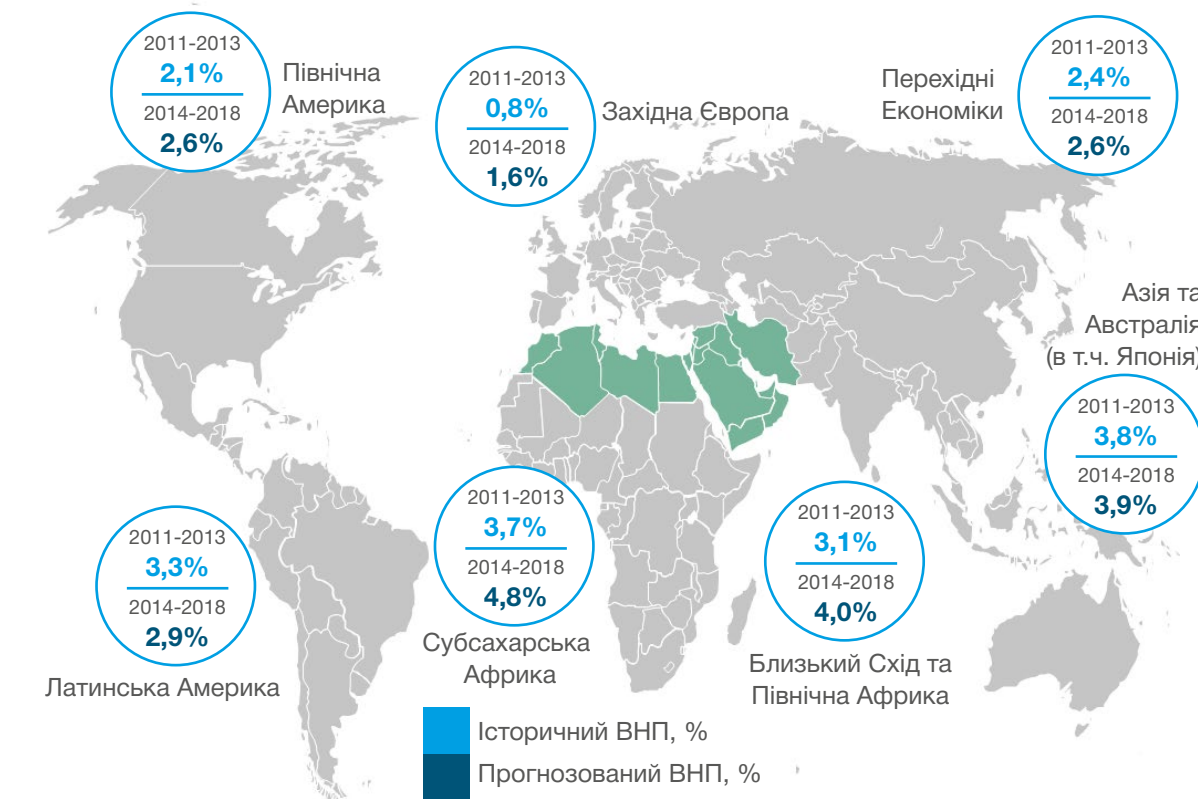 2011-2013
2,1%
2014-2018
2,6%
Північна
Америка
2011-2013
0,8%
2014-2018
1,6%
Західна Європа
Перехідні
Економіки
2011-2013
2,4%
2014-2018
2,6%
Азія та
Австралія
(в т.ч. Японія)
2011-2013
3,8%
2014-2018
3,9%
2011-2013
3,3%
2014-2018
2,9%
Латинська Америка
2011-2013
3,7%
2014-2018
4,8%
Субсахарська
Африка
2011-2013
3,1%
2014-2018
4,0%
Близький Схід та
Північна Африка
Історичний ВНП, %
Прогнозований ВНП, %